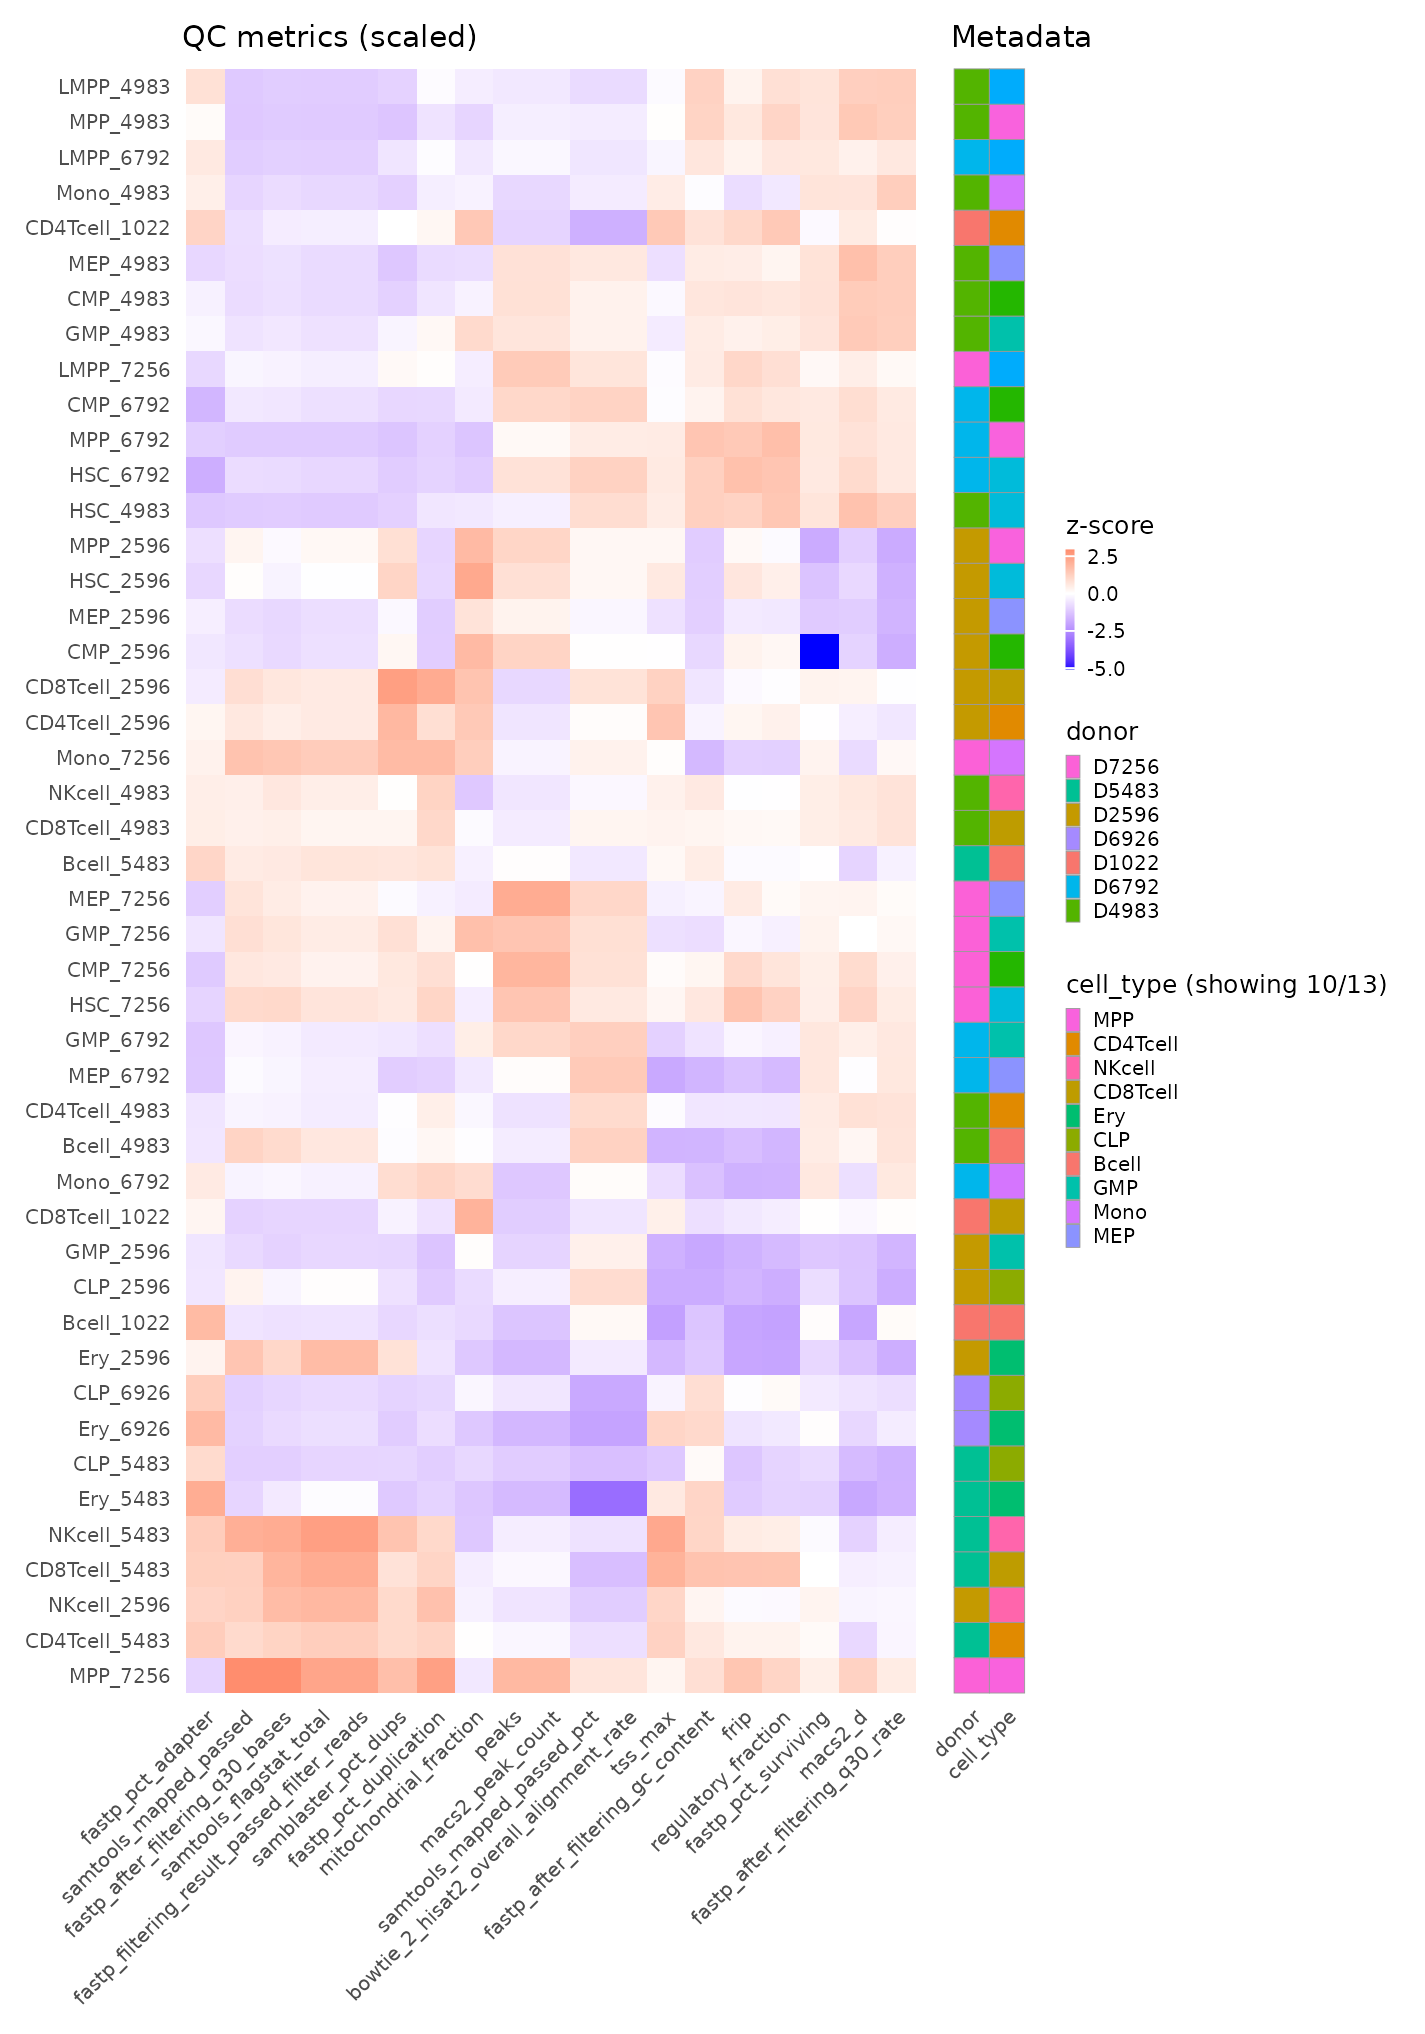 QC metrics (scaled)
Metadata
LMPP_4983
MPP_4983
LMPP_6792
Mono_4983
CD4Tcell_1022
MEP_4983
CMP_4983
GMP_4983
LMPP_7256
CMP_6792
MPP_6792
HSC_6792
HSC_4983
MPP_2596
HSC_2596
MEP_2596
CMP_2596
CD8Tcell_2596
CD4Tcell_2596
Mono_7256
NKcell_4983
CD8Tcell_4983
Bcell_5483
MEP_7256
GMP_7256
CMP_7256
HSC_7256
GMP_6792
MEP_6792
CD4Tcell_4983
Bcell_4983
Mono_6792
CD8Tcell_1022
GMP_2596
CLP_2596
Bcell_1022
Ery_2596
CLP_6926
Ery_6926
CLP_5483
Ery_5483
NKcell_5483
CD8Tcell_5483
NKcell_2596
CD4Tcell_5483
MPP_7256
fastp_pct_adapter
samtools_mapped_passed
fastp_after_filtering_q30_bases
samtools_flagstat_total
fastp_filtering_result_passed_filter_reads
samblaster_pct_dups
fastp_pct_duplication
mitochondrial_fraction
peaks
macs2_peak_count
samtools_mapped_passed_pct
bowtie_2_hisat2_overall_alignment_rate
tss_max
fastp_after_filtering_gc_content
frip
regulatory_fraction
fastp_pct_surviving
macs2_d
fastp_after_filtering_q30_rate
donor
cell_type
z-score
2.5
0.0
-2.5
-5.0
donor
D7256
D5483
D2596
D6926
D1022
D6792
D4983
cell_type (showing 10/13)
MPP
CD4Tcell
NKcell
CD8Tcell
Ery
CLP
Bcell
GMP
Mono
MEP